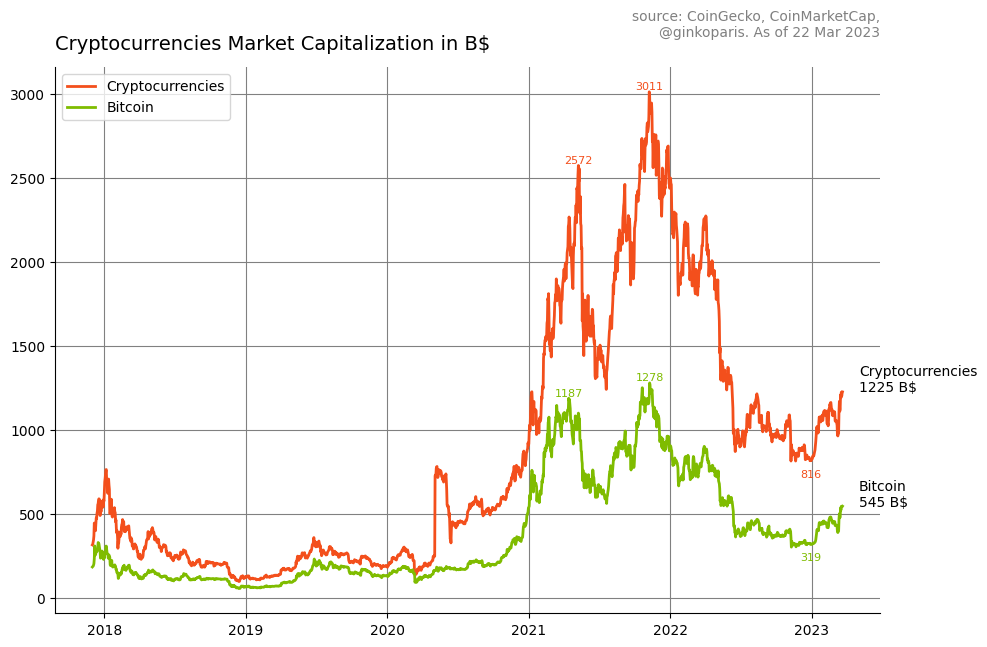 source: CoinGecko, CoinMarketCap,
@ginkoparis. As of 22 Mar 2023
Cryptocurrencies Market Capitalization in B$
Cryptocurrencies
Bitcoin
3000
2500
2000
1500
1000
500
0
3011
2572
1187
1278
816
319
Cryptocurrencies
1225 B$
Bitcoin
545 B$
2018
2019
2020
2021
2022
2023